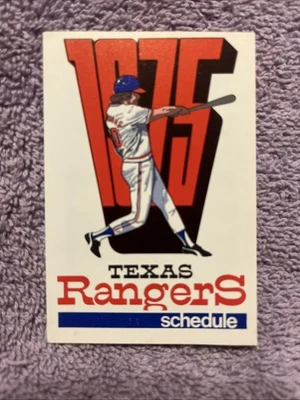 1975
TEXAS
RangerS
schedule